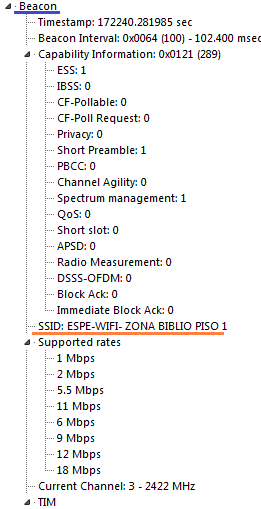 Beacon
Timestamp: 172240.281985 sec
Beacon Interval: 0x0064 (100) - 102.400 msec
Capability Information: 0x0121 (289)
ESS: 1
IBSS: 0
CF-Pollable: 0
CF-Poll Request: 0
Privacy: 0
Short Preamble: 1
PBCC: 0
Channel Agility: 0
Spectrum management: 1
QoS: 0
Short slot: 0
APSD: 0
Radio Measurement: 0
DSSS-OFDM: 0
Block Ack: 0
Immediate Block Ack: 0
SSID: ESPE-WIFI- ZONA BIBLIO PISO 1
Supported rates
1 Mbps
2 Mbps
5.5 Mbps
11 Mbps
6 Mbps
9 Mbps
12 Mbps
18 Mbps
Current Channel: 3 - 2422 MHz
TIM